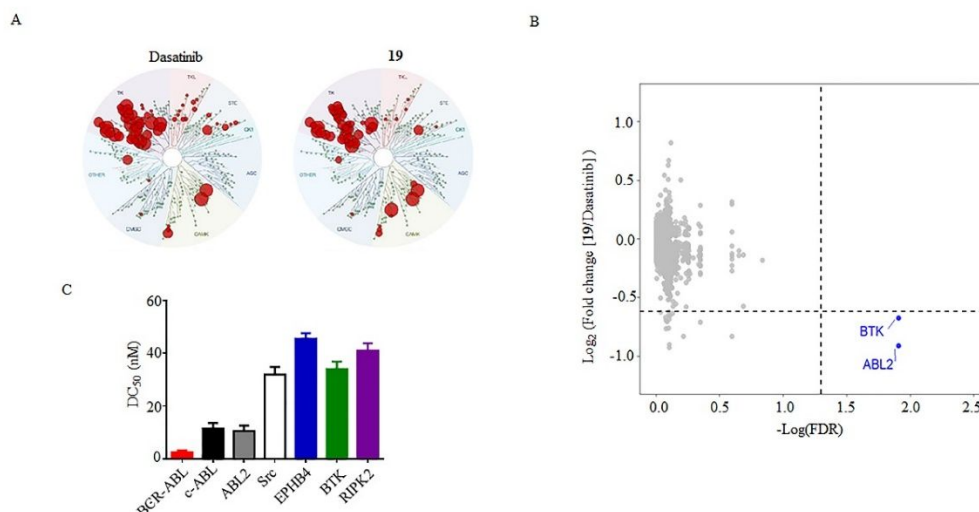 A
Dasatinib
19
TK
TKL
STE
CK1
AGC
CAMK
CMGC
OTHER
TK
TKL
STE
CK1
AGC
CAMK
CMGC
OTHER
B
Log2 (Fold change [19/Dasatinib])
1.0
0.5
0.0
-0.5
-1.0
BTK
ABL2
0.0 0.5 1.0 1.5 2.0 2.5
-Log(FDR)
C
DC50 (nM)
60
40
20
0
BCR-ABL
c-ABL
ABL2
Src
EPHB4
BTK
RIPK2